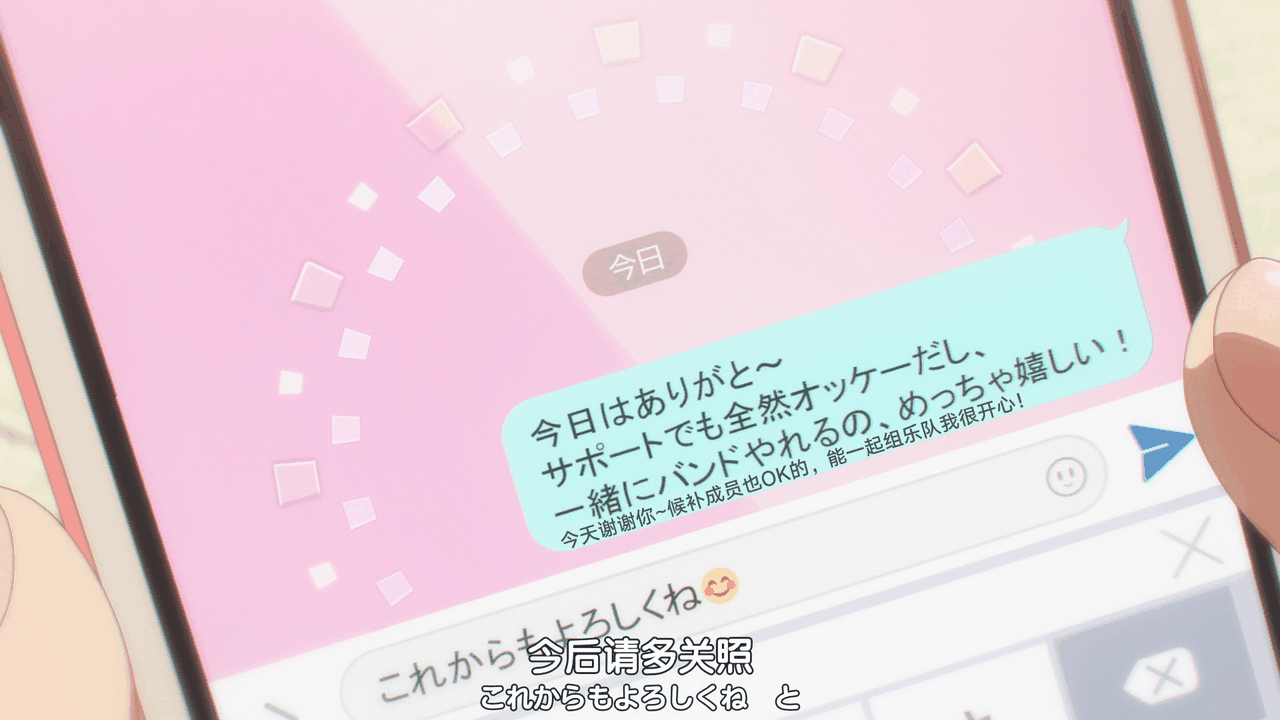 今日
今日はありがと〜
サポートでも全然オッケーだし、
一緒にバンドやれるの、めっちゃ嬉しい！
今天谢谢你~候补成员也OK的，能一起组乐队我很开心！
これからもよろしくね😊
今后请多关照
これからもよろしくね　と